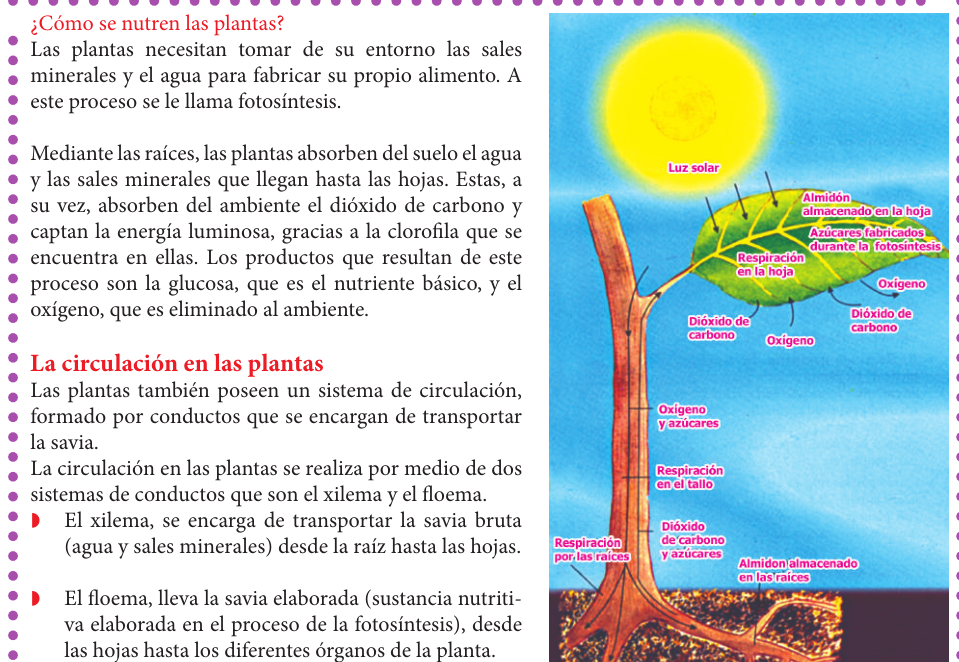 ¿Cómo se nutren las plantas?
Las plantas necesitan tomar de su entorno las sales
minerales y el agua para fabricar su propio alimento. A
este proceso se le llama fotosíntesis.
Mediante las raíces, las plantas absorben del suelo el agua
y las sales minerales que llegan hasta las hojas. Estas, a
su vez, absorben del ambiente el dióxido de carbono y
captan la energía luminosa, gracias a la clorofila que se
encuentra en ellas. Los productos que resultan de este
proceso son la glucosa, que es el nutriente básico, y el
oxígeno, que es eliminado al ambiente.
La circulación en las plantas
Las plantas también poseen un sistema de circulación,
formado por conductos que se encargan de transportar
la savia.
La circulación en las plantas se realiza por medio de dos
sistemas de conductos que son el xilema y el floema.
El xilema, se encarga de transportar la savia bruta
(agua y sales minerales) desde la raíz hasta las hojas.
El floema, lleva la savia elaborada (sustancia nutriti-
va elaborada en el proceso de la fotosíntesis), desde
las hojas hasta los diferentes órganos de la planta.
Luz solar
Almidón
almacenado en la hoja
Azúcares fabricados
durante la fotosíntesis
Respiración
en la hoja
Oxígeno
Dióxido de
carbono
Dióxido de
carbono
Oxígeno
Oxígeno
y azúcares
Respiración
en el tallo
Dióxido
de carbono
y azúcares
Respiración
por las raíces
Almidon almacenado
en las raíces